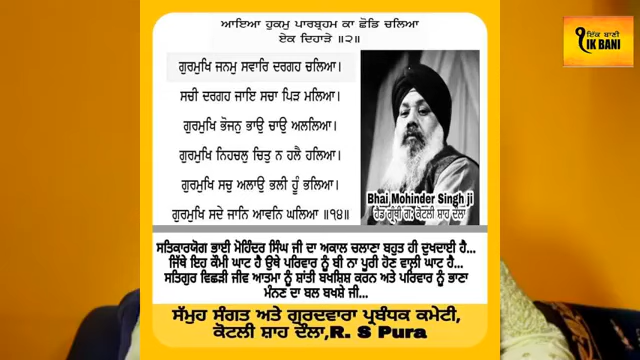 ਆਇਆ ਹੁਕਮੁ ਪਾਰਬ੍ਰਹਮ ਕਾ ਛੋਡਿ ਚਲਿਆ
ਏਕ ਦਿਹਾੜੇ ॥੨॥
ਇੱਕ ਬਾਣੀ
IK BANI
ਗੁਰਮੁਖਿ ਜਨਮੁ ਸਵਾਰਿ ਦਰਗਹ ਚਲਿਆ।
ਸਚੀ ਦਰਗਹ ਜਾਇ ਸਚਾ ਪਿੜ ਮਲਿਆ।
ਗੁਰਮੁਖਿ ਭੋਜਨੁ ਭਾਉ ਚਾਉ ਅਲਲਿਆ।
ਗੁਰਮੁਖਿ ਨਿਹਚਲੁ ਚਿਤੁ ਨ ਹਲੈ ਹਲਿਆ।
ਗੁਰਮੁਖਿ ਸਚੁ ਅਲਾਉ ਭਲੀ ਹੂੰ ਭਲਿਆ।
ਗੁਰਮੁਖਿ ਸਦੇ ਜਾਨਿ ਆਵਨਿ ਘਲਿਆ ॥੧੪॥
Bhai Mohinder Singh ji
ਹੈਡ ਗ੍ਰੰਥੀ ਗੁ: ਕੋਟਲੀ ਸ਼ਾਹ ਦੌਲਾ
ਸਤਿਕਾਰਯੋਗ ਭਾਈ ਮੋਹਿੰਦਰ ਸਿੰਘ ਜੀ ਦਾ ਅਕਾਲ ਚਲਾਣਾ ਬਹੁਤ ਹੀ ਦੁਖਦਾਈ ਹੈ...
ਜਿੱਥੇ ਇਹ ਕੌਮੀ ਘਾਟ ਹੈ ਉਥੇ ਪਰਿਵਾਰ ਨੂੰ ਬੀ ਨਾ ਪੂਰੀ ਹੋਣ ਵਾਲੀ ਘਾਟ ਹੈ...
ਸਤਿਗੁਰ ਵਿਛੜੀ ਜੀਵ ਆਤਮਾ ਨੂੰ ਸ਼ਾਂਤੀ ਬਖਸ਼ਿਸ਼ ਕਰਨ ਅਤੇ ਪਰਿਵਾਰ ਨੂੰ ਭਾਣਾ
ਮੰਨਣ ਦਾ ਬਲ ਬਖਸ਼ੇ ਜੀ...
ਸੱਮੁਹ ਸੰਗਤ ਅਤੇ ਗੁਰਦਵਾਰਾ ਪ੍ਰਬੰਧਕ ਕਮੇਟੀ,
ਕੋਟਲੀ ਸ਼ਾਹ ਦੌਲਾ,R. S Pura